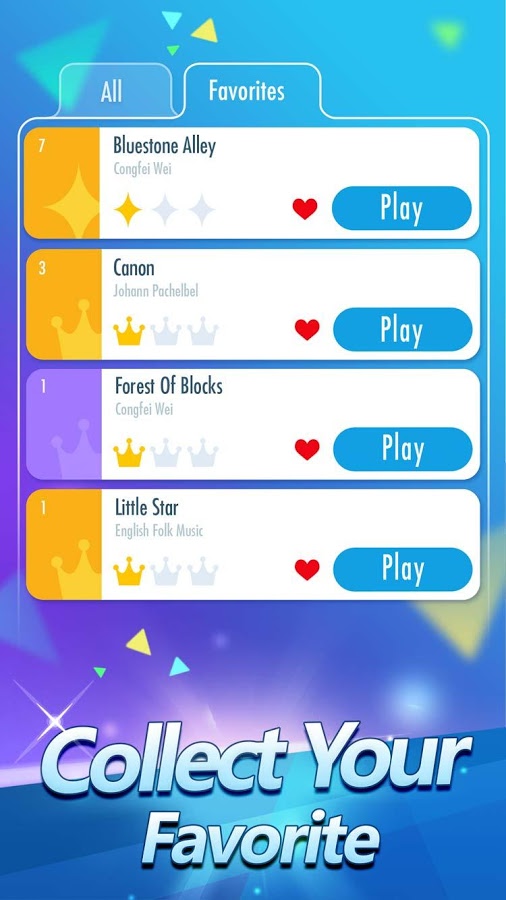 All
Favorites
7
Bluestone Alley
Congfei Wei
Play
3
Canon
Johann Pachelbel
Play
1
Forest Of Blocks
Congfei Wei
Play
1
Little Star
English Folk Music
Play
Collect Your
Favorite